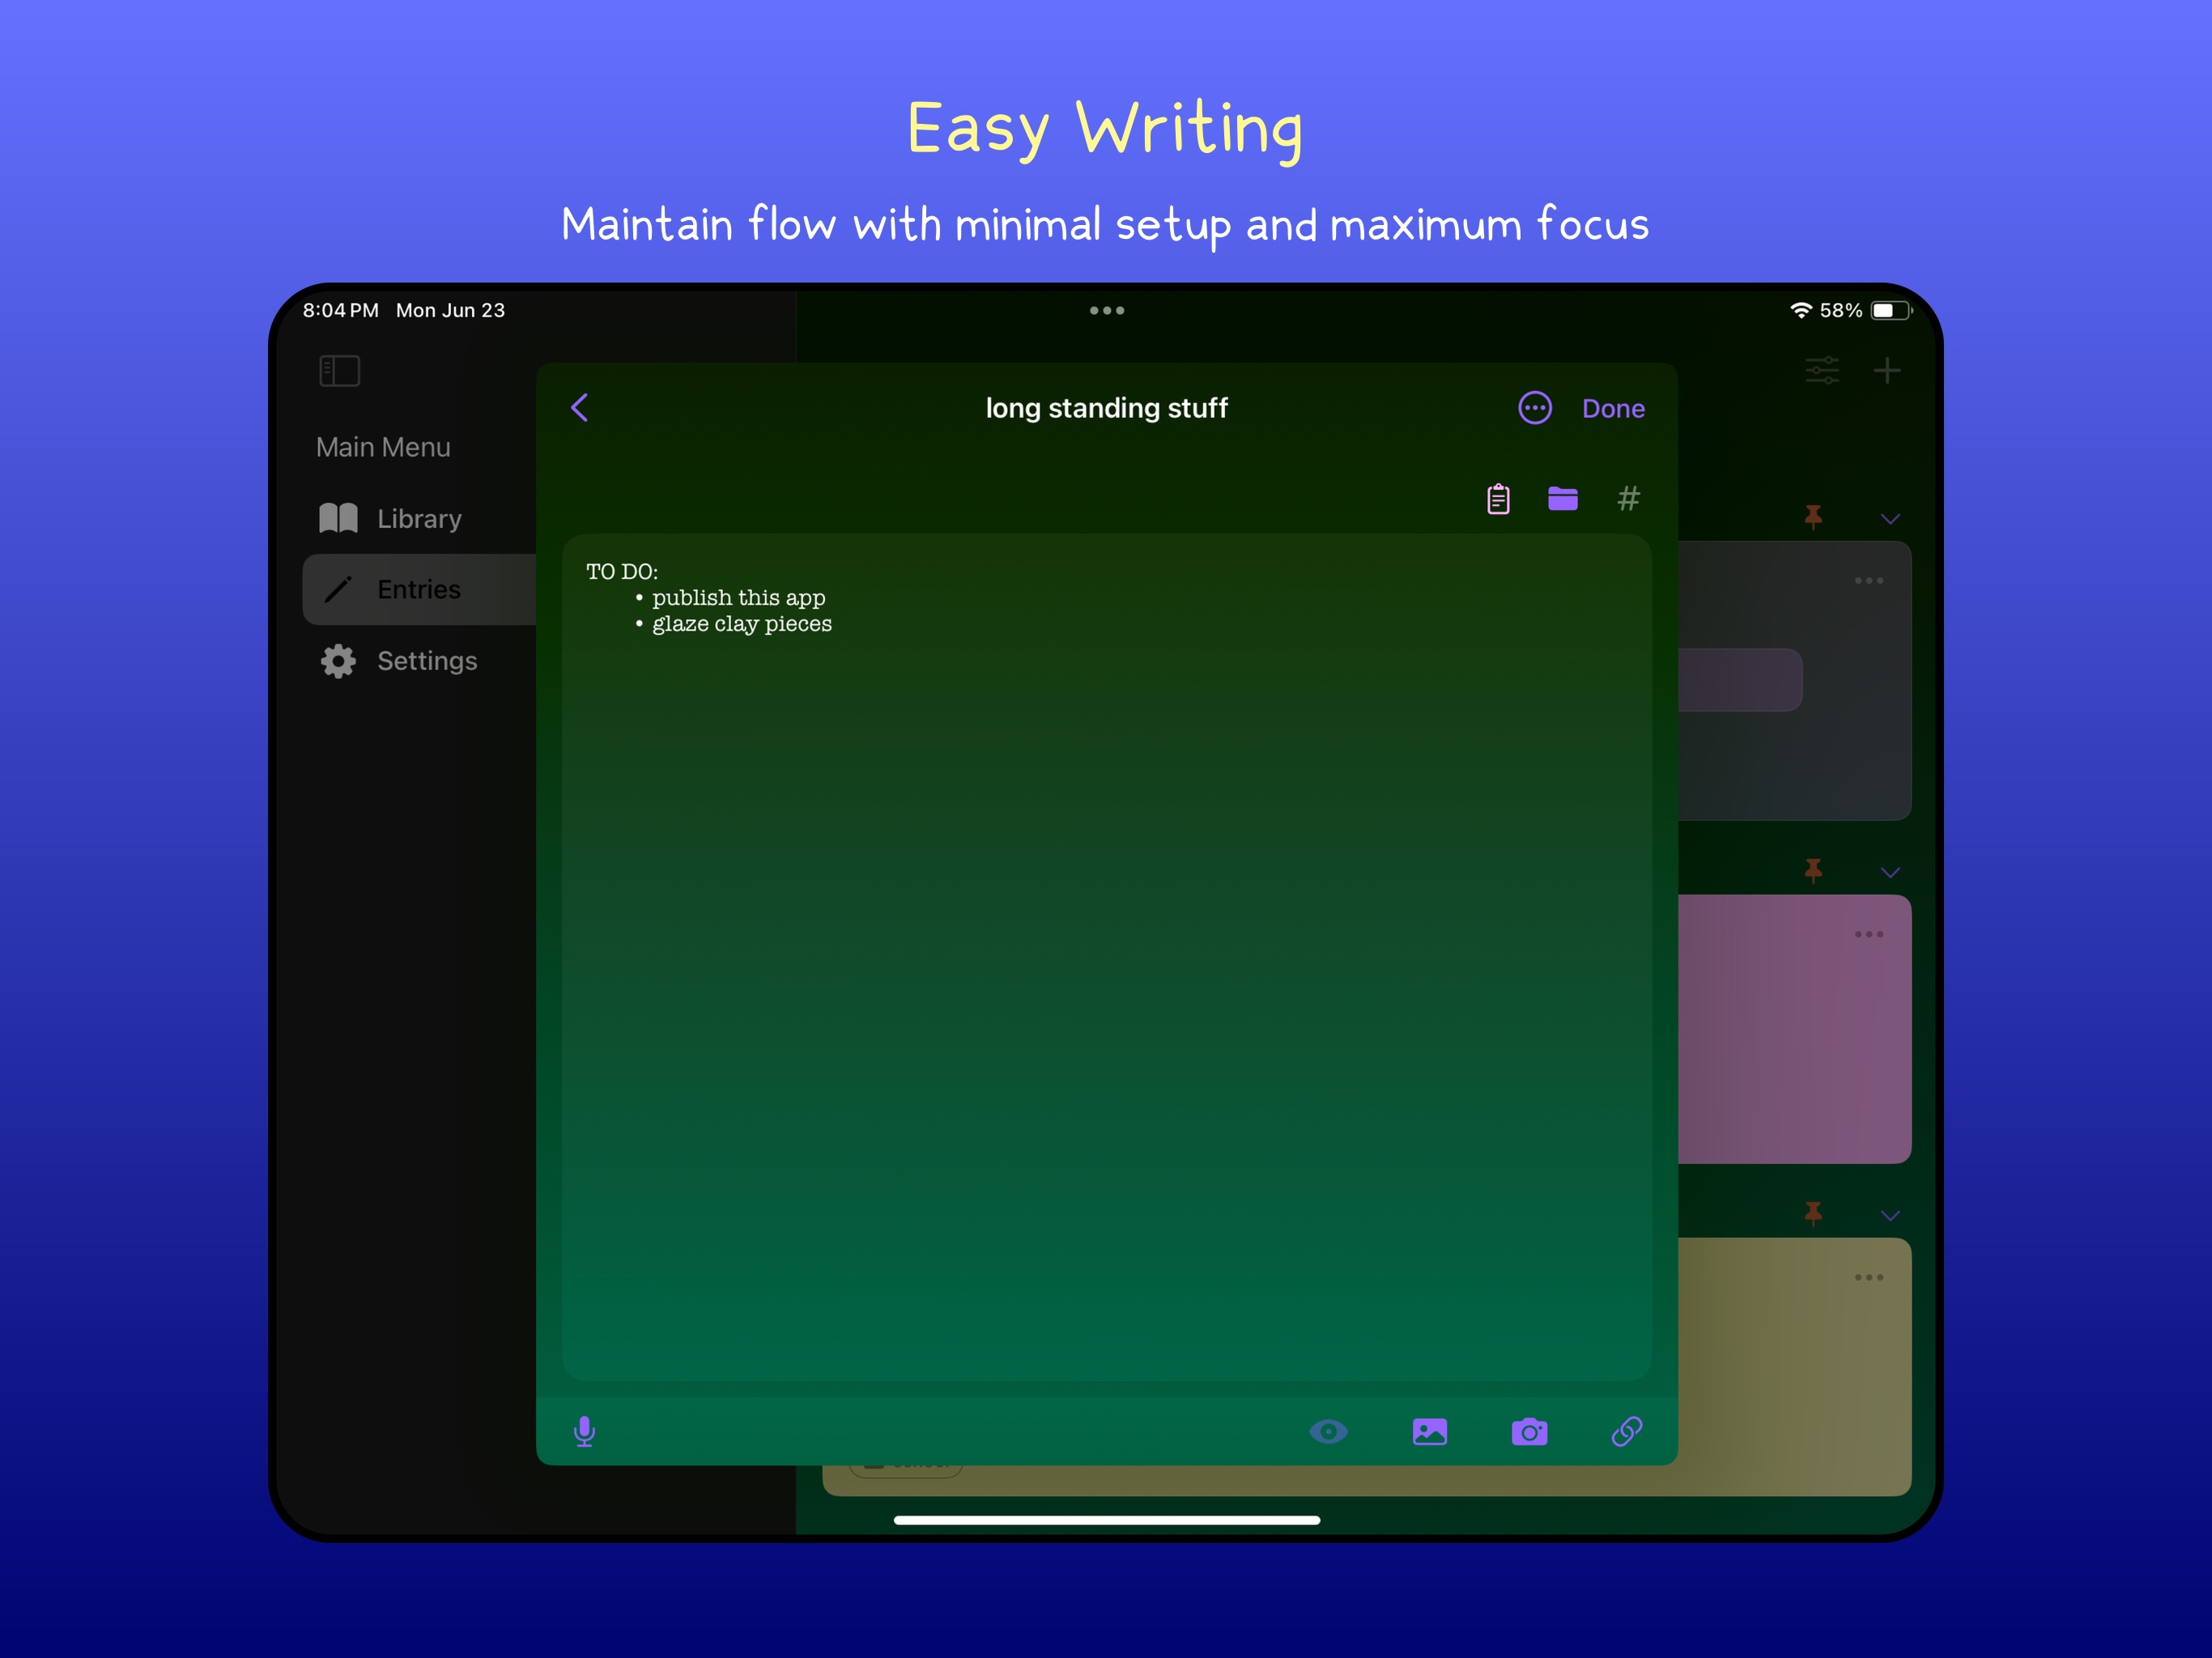 Easy Writing
Maintain flow with minimal setup and maximum focus
8:04 PM Mon Jun 23
58%
long standing stuff
Done
Main Menu
Library
Entries
Settings
#
TO DO:
• publish this app
• glaze clay pieces